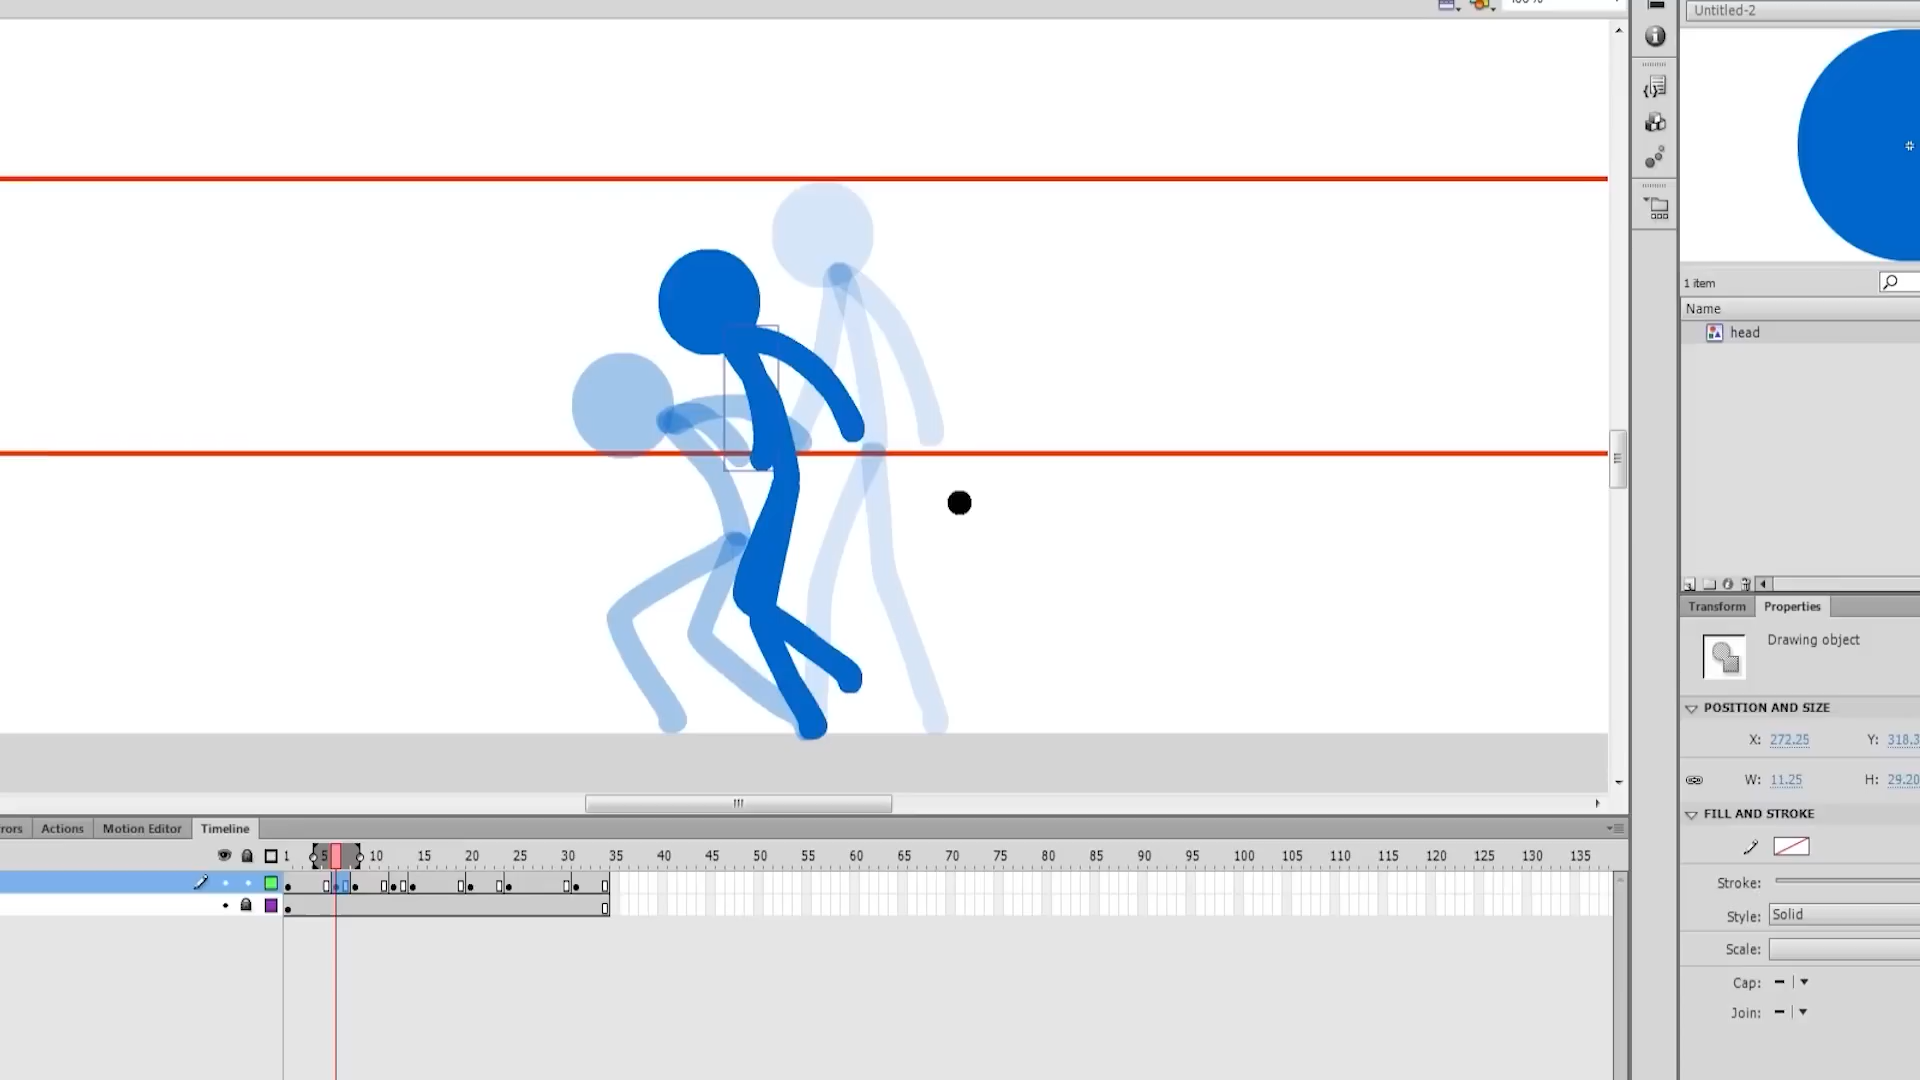 Untitled-2
1 item
Name
head
Transform Properties
Drawing object
POSITION AND SIZE
X: 272.25 Y: 318.3
W: 11.25 H: 29.20
FILL AND STROKE
Stroke:
Style: Solid
Scale:
Cap:
Join:
rors Actions Motion Editor Timeline
1 5 10 15 20 25 30 35 40 45 50 55 60 65 70 75 80 85 90 95 100 105 110 115 120 125 130 135